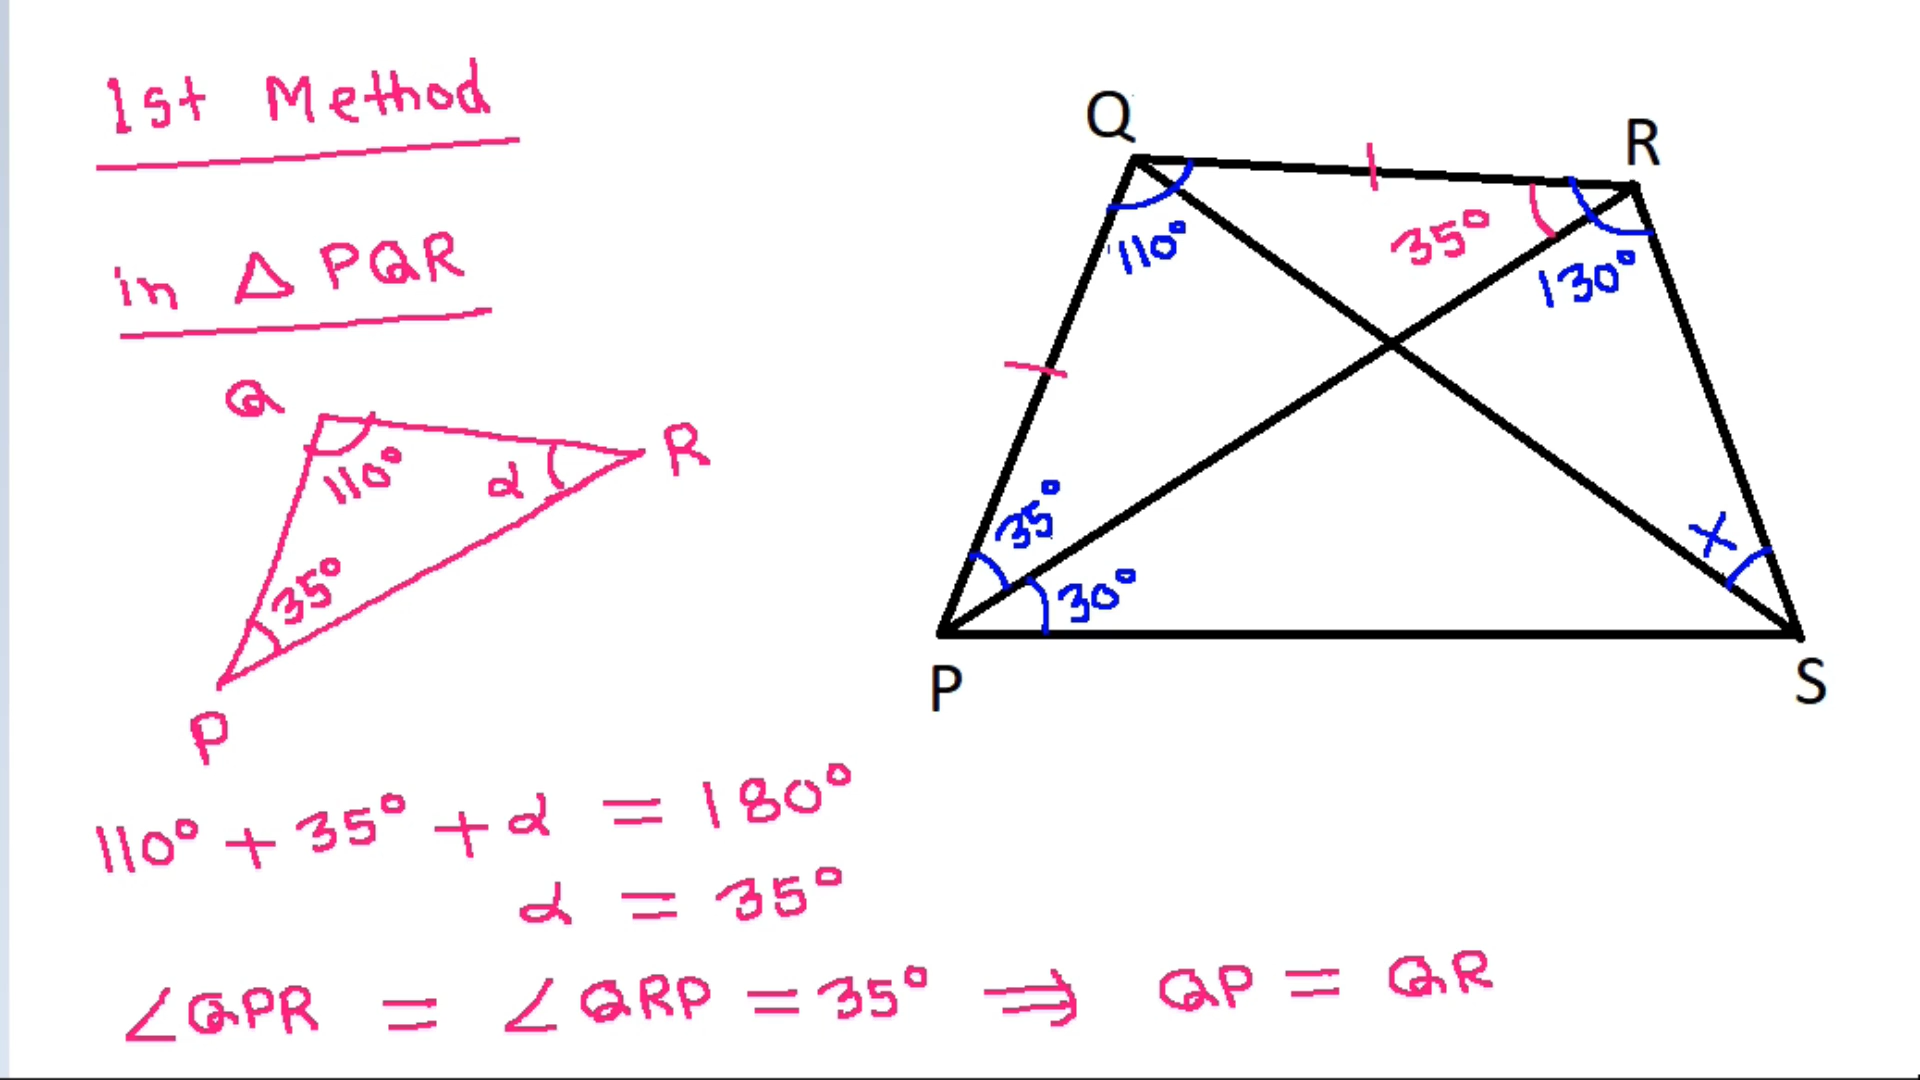 1st Method
in Δ PQR
Q
110°
α
R
35°
P
110° + 35° + α = 180°
α = 35°
∠QPR = ∠QRP = 35° ⇒ QP = QR
Q
R
110°
35°
130°
35°
30°
x
P
S